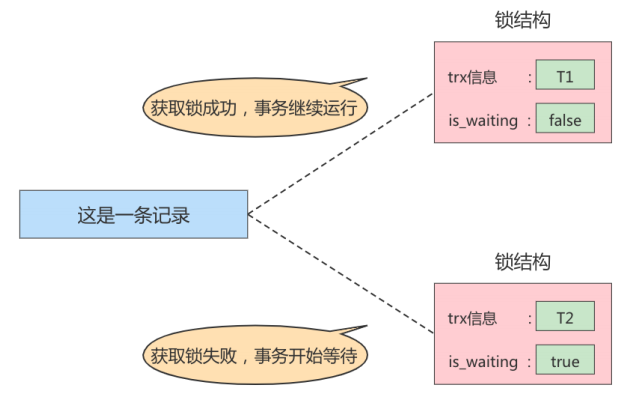 锁结构
trx信息 : T1
获取锁成功，事务继续运行
is_waiting : false
这是一条记录
锁结构
trx信息 : T2
获取锁失败，事务开始等待
is_waiting : true